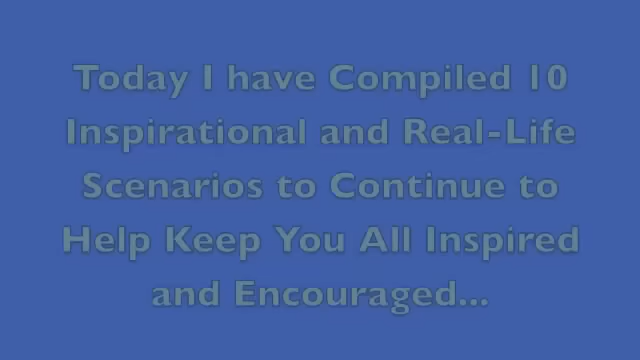 Today I have Compiled 10
Inspirational and Real-Life
Scenarios to Continue to
Help Keep You All Inspired
and Encouraged...